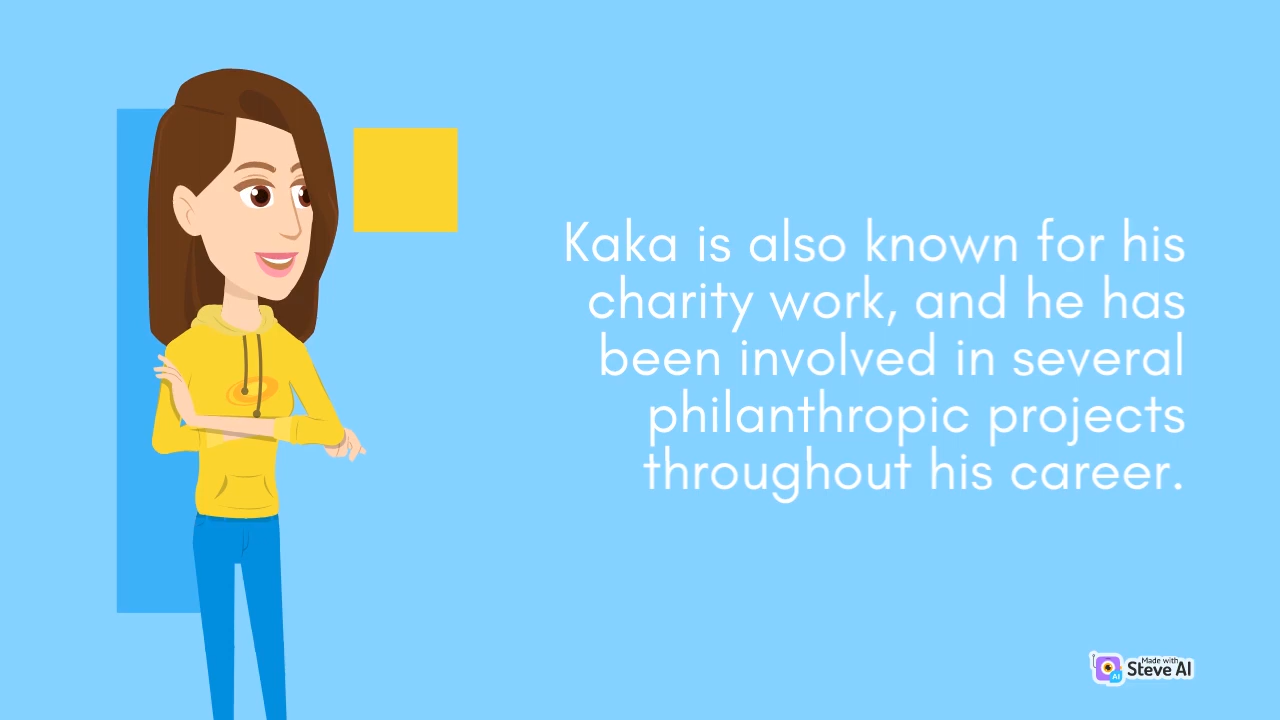 Kaka is also known for his
charity work, and he has
been involved in several
philanthropic projects
throughout his career.
Made with
Steve AI
AI